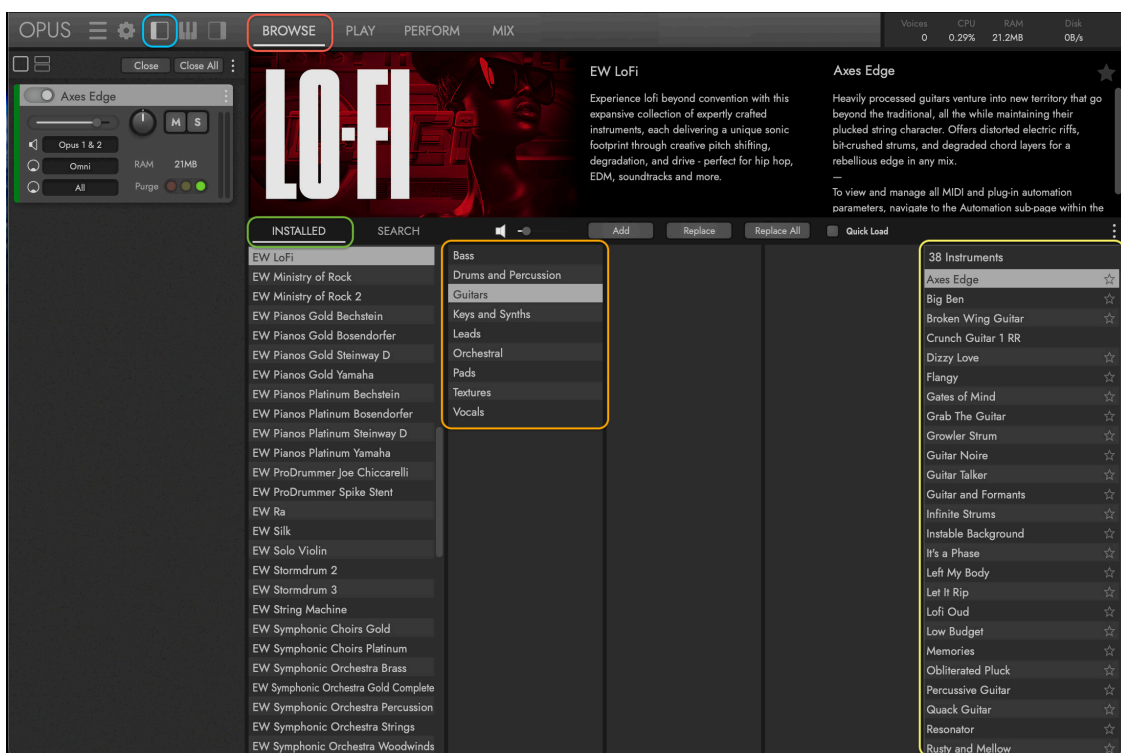 OPUS
BROWSE
PLAY
PERFORM
MIX
Voices
CPU
RAM
Disk
0
0.29%
21.2MB
0B/s
Close
Close All
Axes Edge
M
S
Opus 1 & 2
Omni
RAM
21MB
All
Purge
LO-FI
EW LoFi
Experience lofi beyond convention with this
expansive collection of expertly crafted
instruments, each delivering a unique sonic
footprint through creative pitch shifting,
degradation, and drive - perfect for hip hop,
EDM, soundtracks and more.
Axes Edge
Heavily processed guitars venture into new territory that go
beyond the traditional, all the while maintaining their
plucked string character. Offers distorted electric riffs,
bit-crushed strums, and degraded chord layers for a
rebellious edge in any mix.
—
To view and manage all MIDI and plug-in automation
parameters, navigate to the Automation sub-page within the
INSTALLED
SEARCH
Add
Replace
Replace All
Quick Load
EW LoFi
EW Ministry of Rock
EW Ministry of Rock 2
EW Pianos Gold Bechstein
EW Pianos Gold Bosendorfer
EW Pianos Gold Steinway D
EW Pianos Gold Yamaha
EW Pianos Platinum Bechstein
EW Pianos Platinum Bosendorfer
EW Pianos Platinum Steinway D
EW Pianos Platinum Yamaha
EW ProDrummer Joe Chiccarelli
EW ProDrummer Spike Stent
EW Ra
EW Silk
EW Solo Violin
EW Stormdrum 2
EW Stormdrum 3
EW String Machine
EW Symphonic Choirs Gold
EW Symphonic Choirs Platinum
EW Symphonic Orchestra Brass
EW Symphonic Orchestra Gold Complete
EW Symphonic Orchestra Percussion
EW Symphonic Orchestra Strings
EW Symphonic Orchestra Woodwinds
Bass
Drums and Percussion
Guitars
Keys and Synths
Leads
Orchestral
Pads
Textures
Vocals
38 Instruments
Axes Edge
Big Ben
Broken Wing Guitar
Crunch Guitar 1 RR
Dizzy Love
Flangy
Gates of Mind
Grab The Guitar
Growler Strum
Guitar Noire
Guitar Talker
Guitar and Formants
Infinite Strums
Instable Background
It's a Phase
Left My Body
Let It Rip
Lofi Oud
Low Budget
Memories
Obliterated Pluck
Percussive Guitar
Quack Guitar
Resonator
Rusty and Mellow